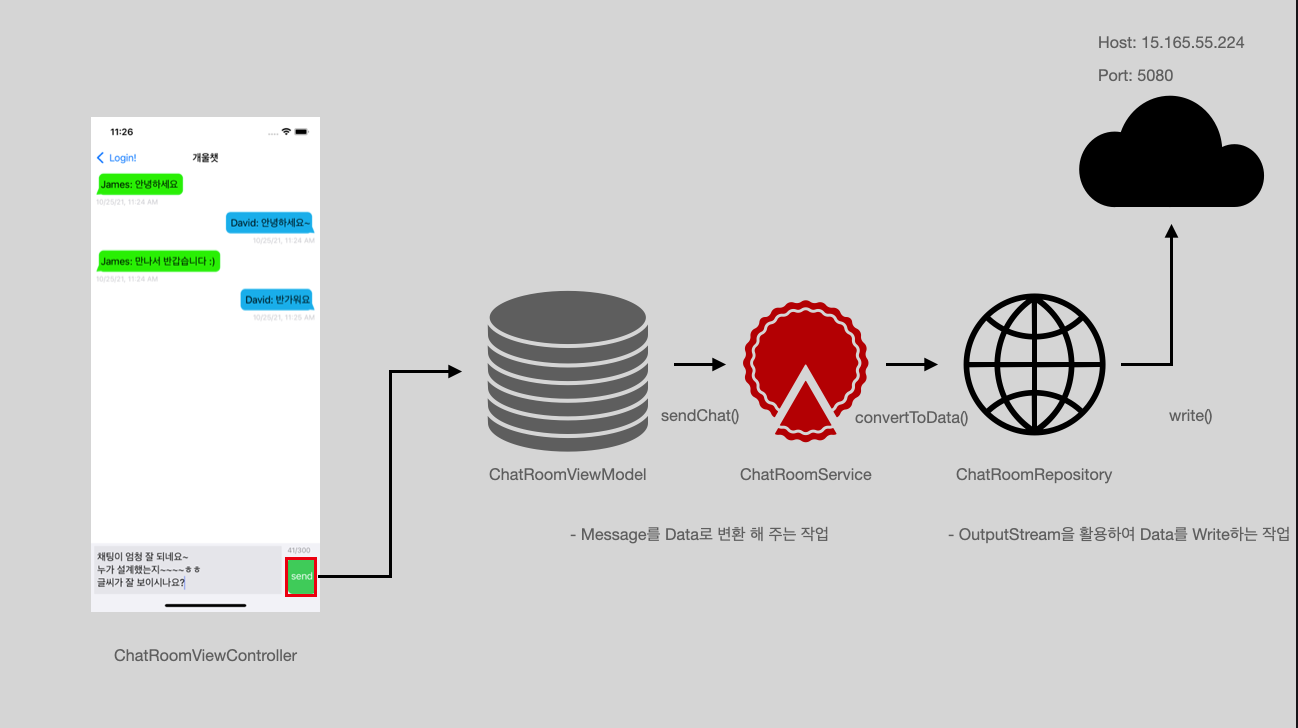 Host: 15.165.55.224
Port: 5080
11:26
Login!
개울챗
James: 안녕하세요
10/25/21, 11:24 AM
David: 안녕하세요~
10/25/21, 11:24 AM
James: 만나서 반갑습니다 :)
10/25/21, 11:24 AM
David: 반가워요
10/25/21, 11:25 AM
41/300
채팅이 엄청 잘 되네요~
누가 설계했는지~~~~ㅎㅎ
글씨가 잘 보이시나요?
send
ChatRoomViewController
sendChat()
convertToData()
write()
ChatRoomViewModel
ChatRoomService
ChatRoomRepository
- Message를 Data로 변환 해 주는 작업
- OutputStream을 활용하여 Data를 Write하는 작업